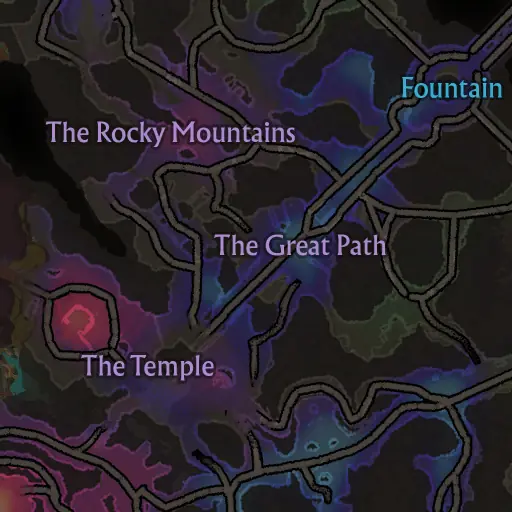 Fountain
The Rocky Mountains
The Great Path
The Temple